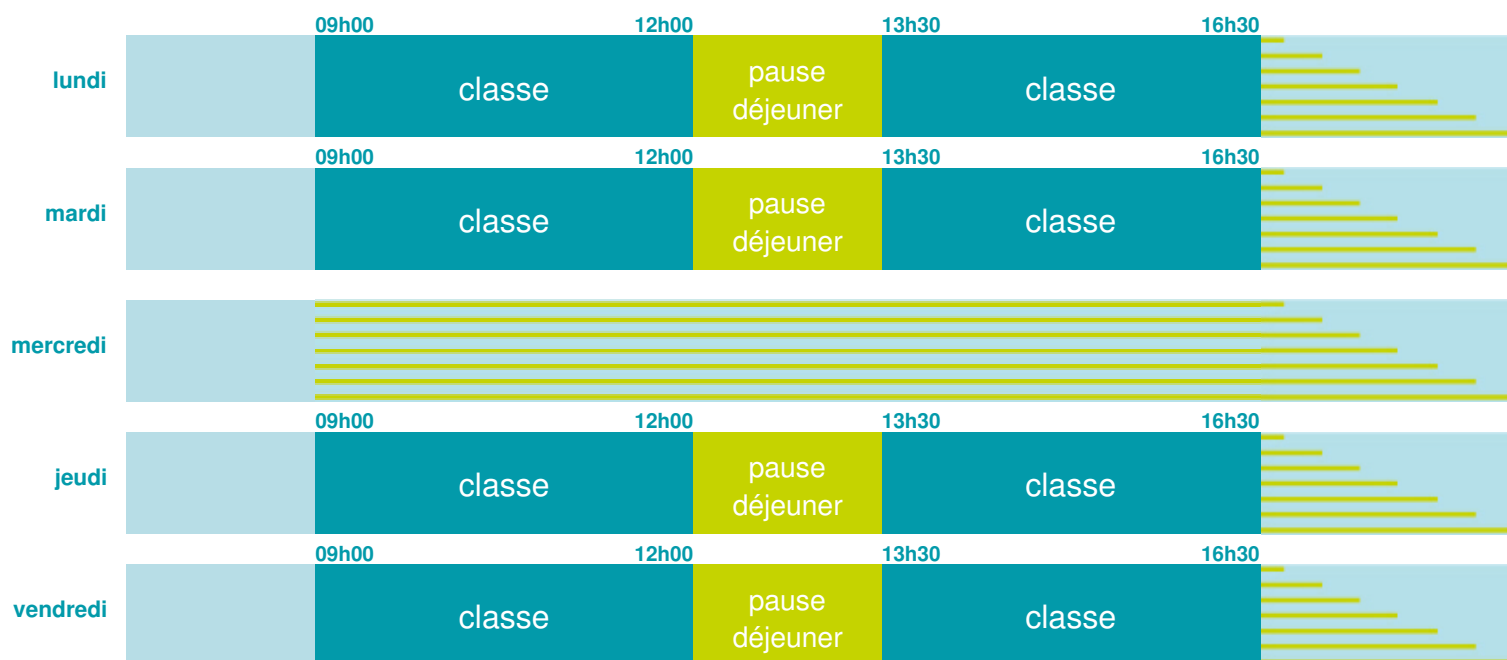 09h00 12h00 13h30 16h30
lundi classe pause déjeuner classe
09h00 12h00 13h30 16h30
mardi classe pause déjeuner classe
mercredi
09h00 12h00 13h30 16h30
jeudi classe pause déjeuner classe
09h00 12h00 13h30 16h30
vendredi classe pause déjeuner classe